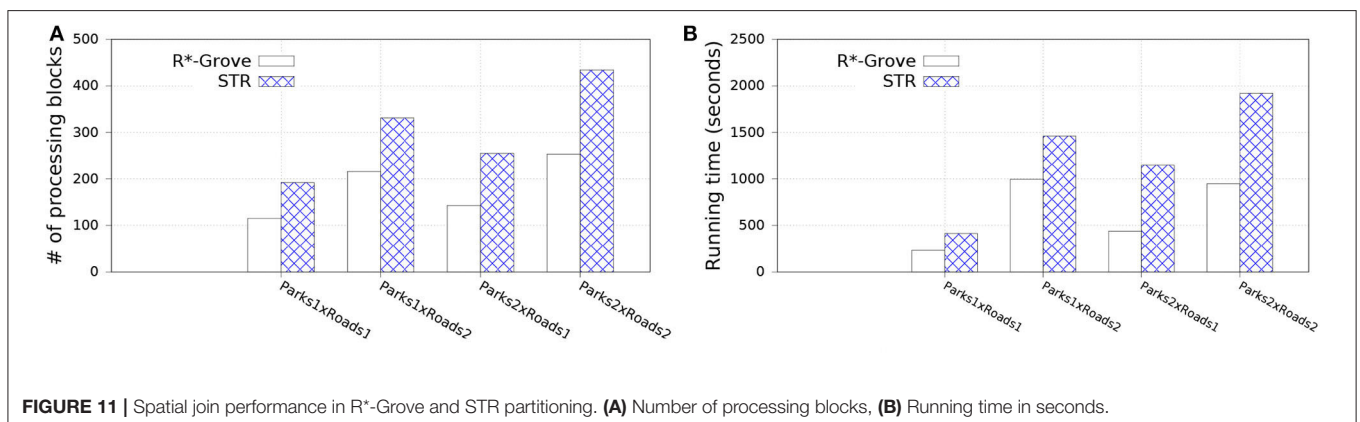 A
500
400
300
200
100
0
# of processing blocks
R*-Grove
STR
Parks1xRoads1
Parks1xRoads2
Parks2xRoads1
Parks2xRoads2
B
2500
2000
1500
1000
500
0
Running time (seconds)
R*-Grove
STR
Parks1xRoads1
Parks1xRoads2
Parks2xRoads1
Parks2xRoads2
FIGURE 11 | Spatial join performance in R*-Grove and STR partitioning. (A) Number of processing blocks, (B) Running time in seconds.